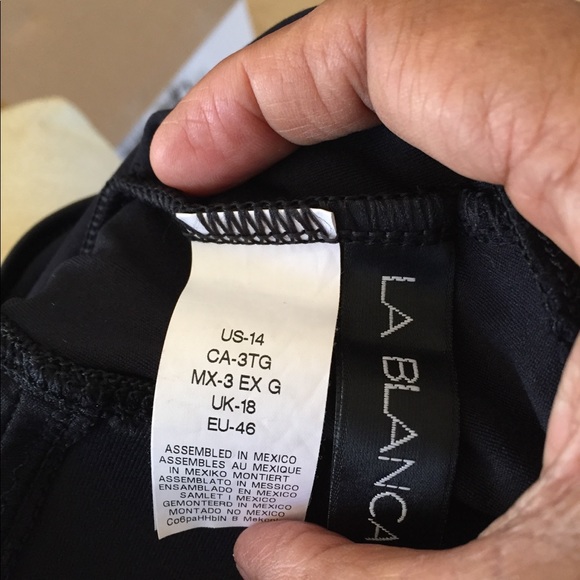 US-14
CA-3TG
MX-3 EX G
UK-18
EU-46
ASSEMBLED IN MEXICO
ASSEMBLES AU MEXIQUE
IN MEXIKO MONTIERT
ASSEMBLATO IN MESSICO
ENSAMBLADO EN MEXICO
SAMLET I MEXICO
GEMONTEERD IN MEXICO
MONTADO NO MEXICO
Co6paHHbIN B
LA BLANCA